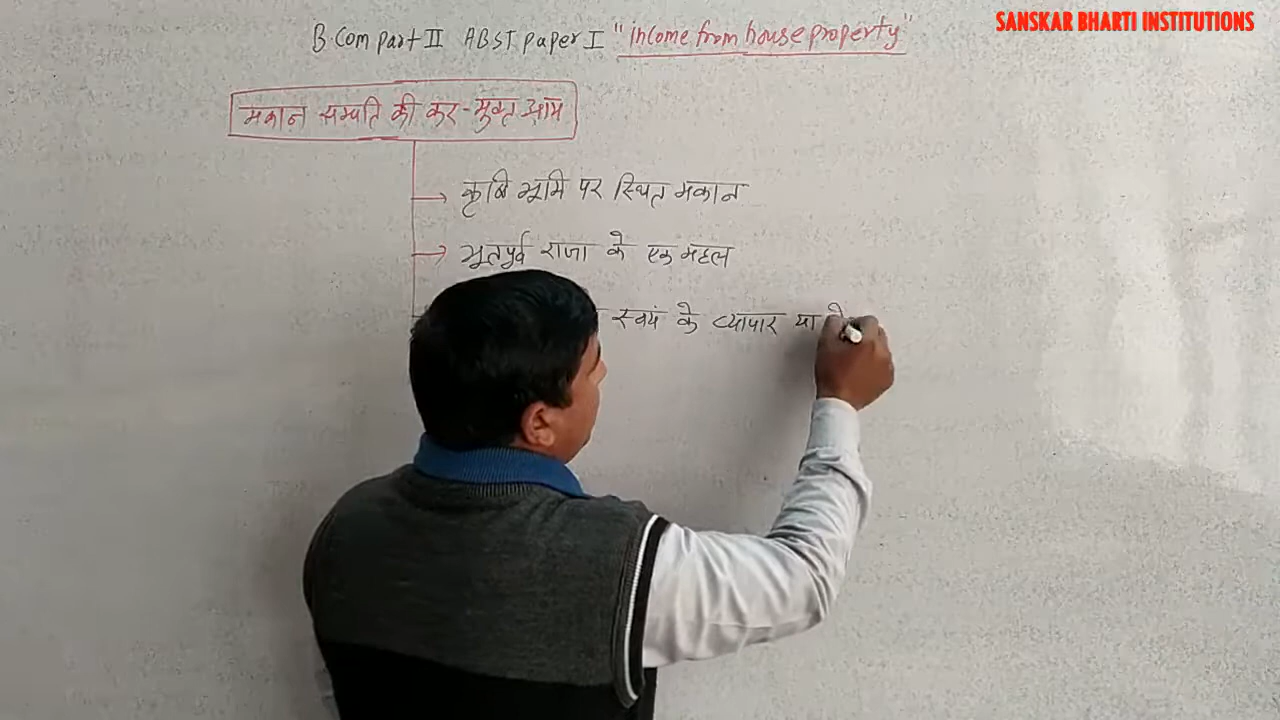 SANSKAR BHARTI INSTITUTIONS
B.Com part II ABST paper I "income from house property"
मकान सम्पति की कर-मुक्त आय
कृषि भूमि पर स्थित मकान
भूतपूर्व राजा के एक महल
स्वयं के व्यापार या